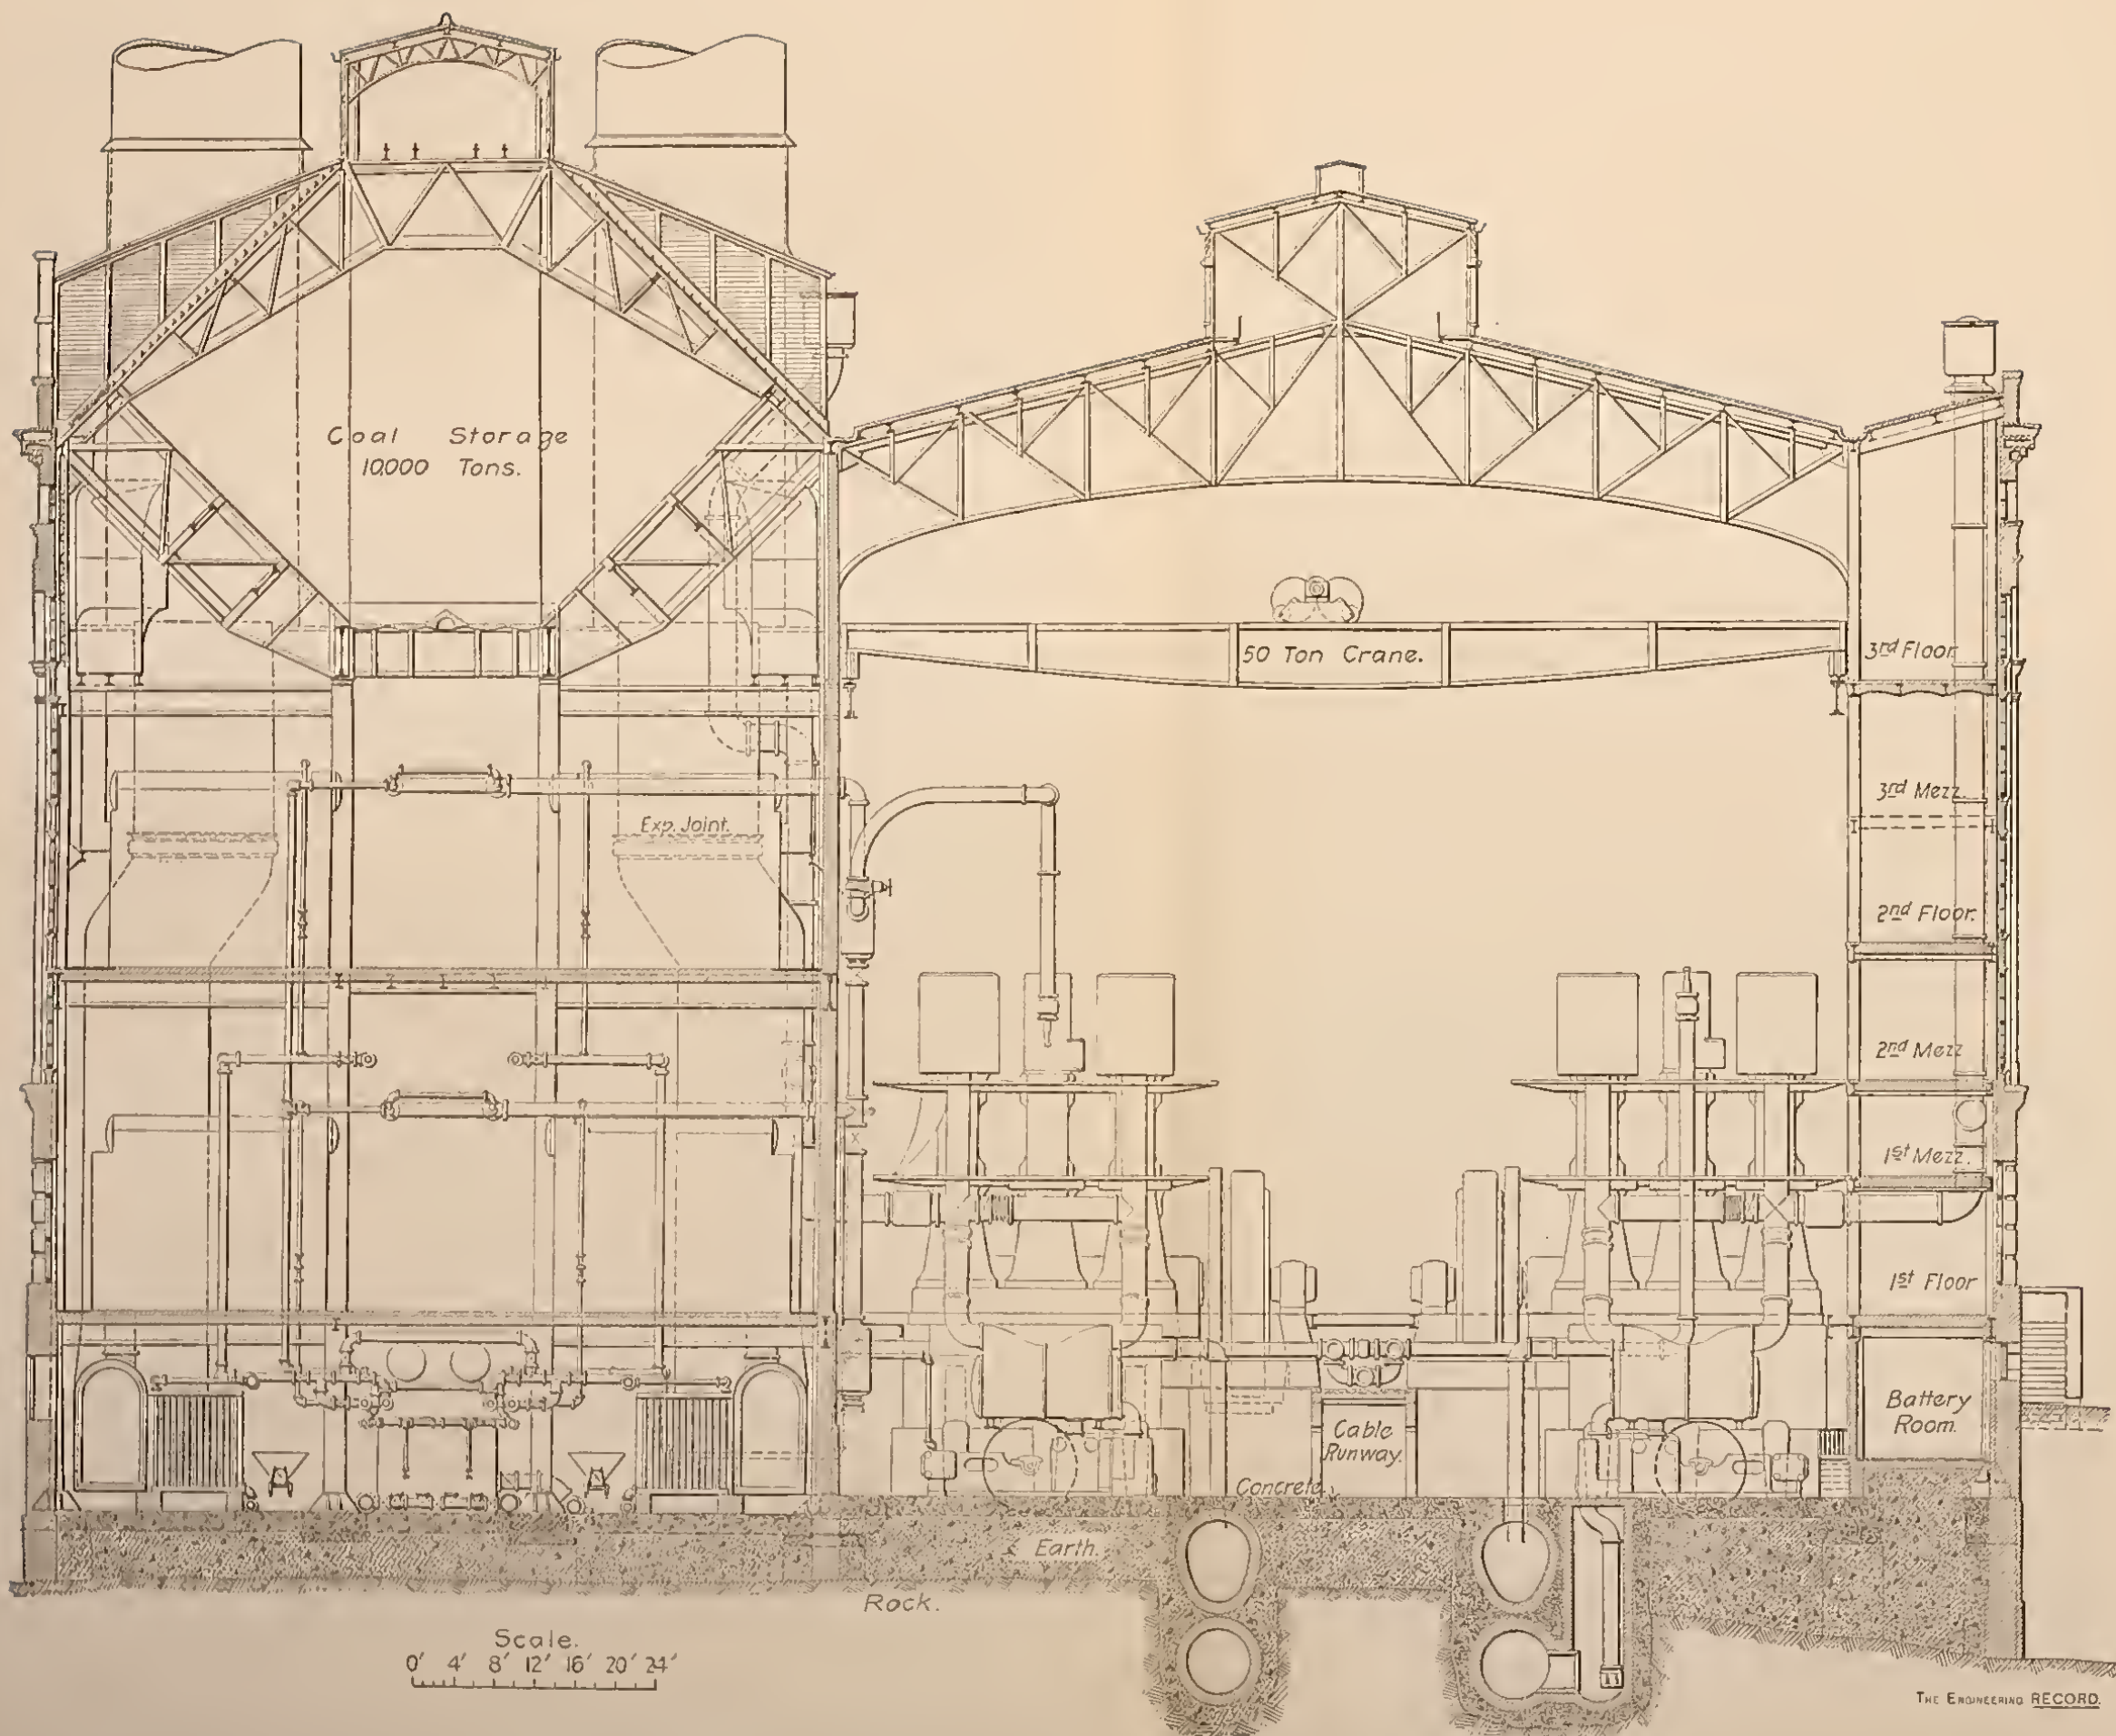 Coal Storage
10,000 Tons.
50 Ton Crane.
3rd Floor
3rd Mezz.
Exp. Joint.
2nd Floor.
2nd Mezz
1st Mezz.
1st Floor
Battery
Room.
Cable
Runway.
Concrete.
Earth.
Rock.
Scale.
0' 4' 8' 12' 16' 20' 24'
THE ENGINEERING RECORD.